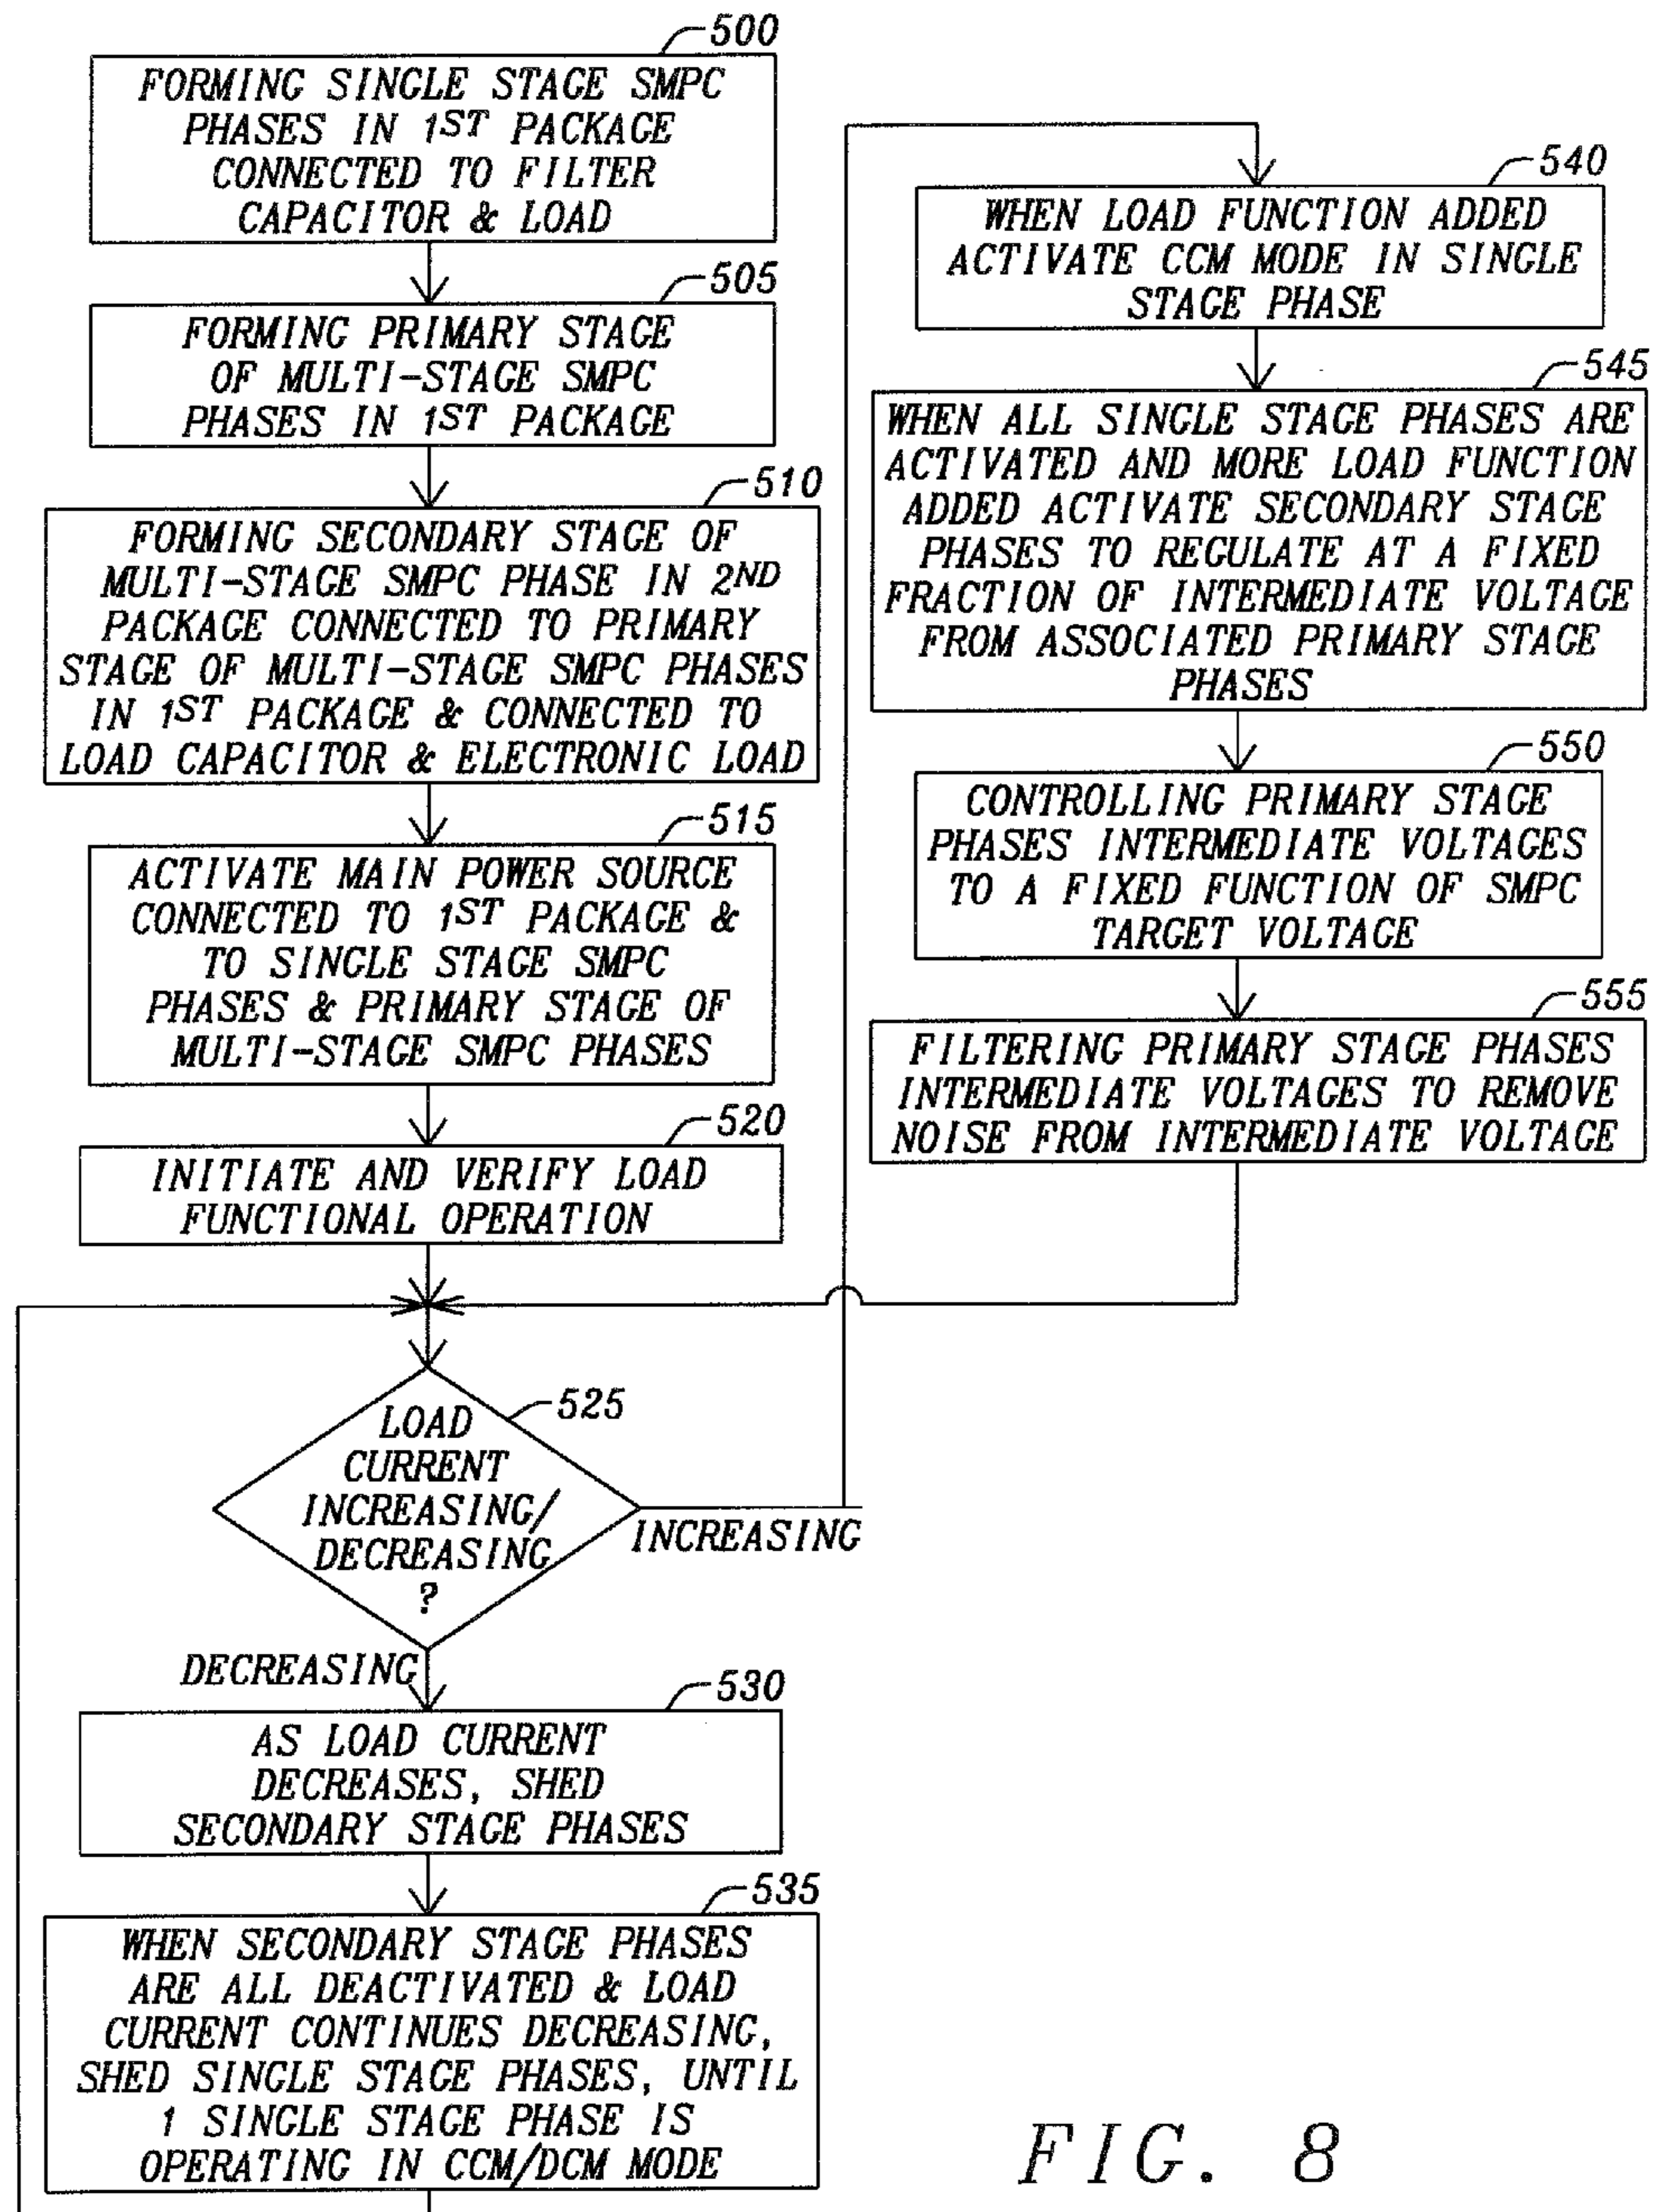 500
FORMING SINGLE STAGE SMPC
PHASES IN 1ST PACKAGE
CONNECTED TO FILTER
CAPACITOR & LOAD
505
FORMING PRIMARY STAGE
OF MULTI-STAGE SMPC
PHASES IN 1ST PACKAGE
510
FORMING SECONDARY STAGE OF
MULTI-STAGE SMPC PHASE IN 2ND
PACKAGE CONNECTED TO PRIMARY
STAGE OF MULTI-STAGE SMPC PHASES
IN 1ST PACKAGE & CONNECTED TO
LOAD CAPACITOR & ELECTRONIC LOAD
515
ACTIVATE MAIN POWER SOURCE
CONNECTED TO 1ST PACKAGE &
TO SINGLE STAGE SMPC
PHASES & PRIMARY STAGE OF
MULTI-STAGE SMPC PHASES
520
INITIATE AND VERIFY LOAD
FUNCTIONAL OPERATION
525
LOAD
CURRENT
INCREASING/
DECREASING
?
INCREASING
DECREASING
530
AS LOAD CURRENT
DECREASES, SHED
SECONDARY STAGE PHASES
535
WHEN SECONDARY STAGE PHASES
ARE ALL DEACTIVATED & LOAD
CURRENT CONTINUES DECREASING,
SHED SINGLE STAGE PHASES, UNTIL
1 SINGLE STAGE PHASE IS
OPERATING IN CCM/DCM MODE
540
WHEN LOAD FUNCTION ADDED
ACTIVATE CCM MODE IN SINGLE
STAGE PHASE
545
WHEN ALL SINGLE STAGE PHASES ARE
ACTIVATED AND MORE LOAD FUNCTION
ADDED ACTIVATE SECONDARY STAGE
PHASES TO REGULATE AT A FIXED
FRACTION OF INTERMEDIATE VOLTAGE
FROM ASSOCIATED PRIMARY STAGE
PHASES
550
CONTROLLING PRIMARY STAGE
PHASES INTERMEDIATE VOLTAGES
TO A FIXED FUNCTION OF SMPC
TARGET VOLTAGE
555
FILTERING PRIMARY STAGE PHASES
INTERMEDIATE VOLTAGES TO REMOVE
NOISE FROM INTERMEDIATE VOLTAGE
FIG. 8